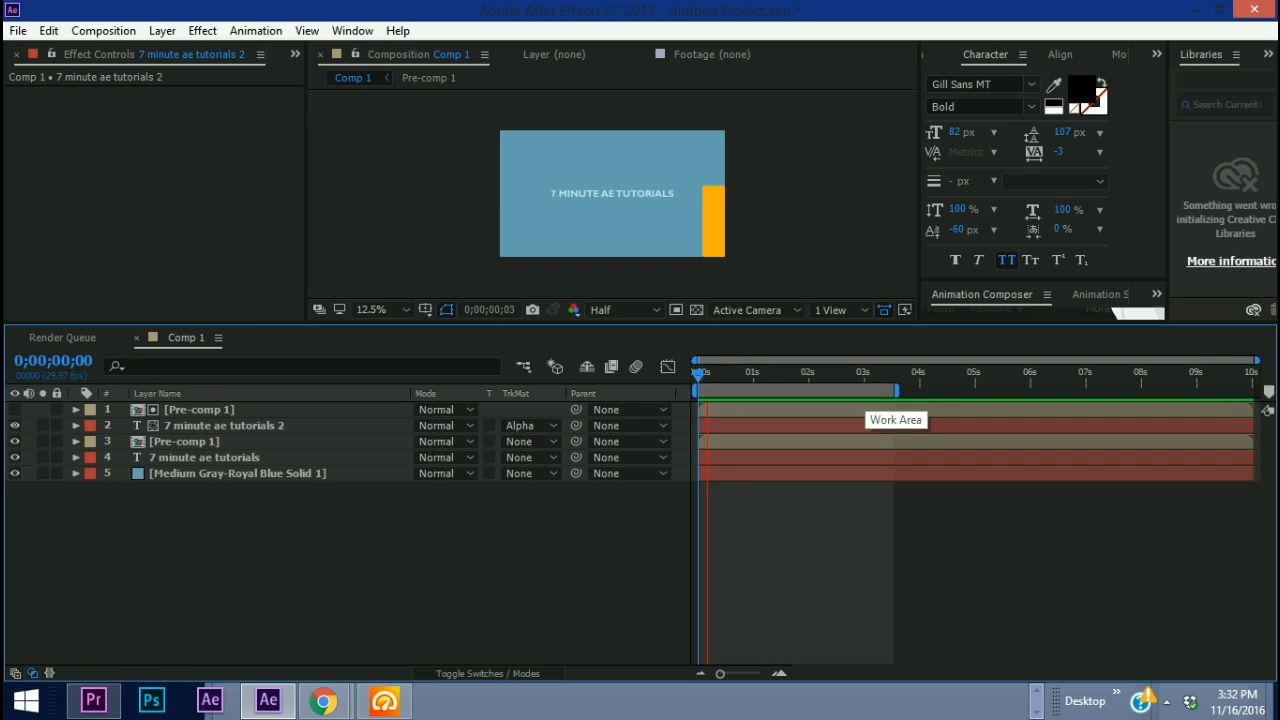 Adobe After Effects CC 2017 - Untitled Project.aep *
File Edit Composition Layer Effect Animation View Window Help
Effect Controls 7 minute ae tutorials 2
Composition Comp 1
Layer (none)
Footage (none)
Character
Align
Libraries
Comp 1 • 7 minute ae tutorials 2
Comp 1
Pre-comp 1
Gill Sans MT
Bold
Search Current
82 px
107 px
Metrics
-3
- px
100 %
100 %
-60 px
0 %
TT
7 MINUTE AE TUTORIALS
Something went
initializing Creative
Libraries
More
12.5%
0;00;00;03
Half
Active Camera
1 View
Animation Composer
Animation
Render Queue
Comp 1
0;00;00;00
00000 (29.97 fps)
01s 02s 03s 04s 05s 06s 07s 08s 09s 10s
# Layer Name Mode T TrkMat Parent
1 [Pre-comp 1] Normal None
2 7 minute ae tutorials 2 Normal Alpha None
3 [Pre-comp 1] Normal None None
4 7 minute ae tutorials Normal None None
5 [Medium Gray-Royal Blue Solid 1] Normal None None
Work Area
Toggle Switches / Modes
Pr Ps Ae Ae
Desktop
3:32 PM
11/16/2016